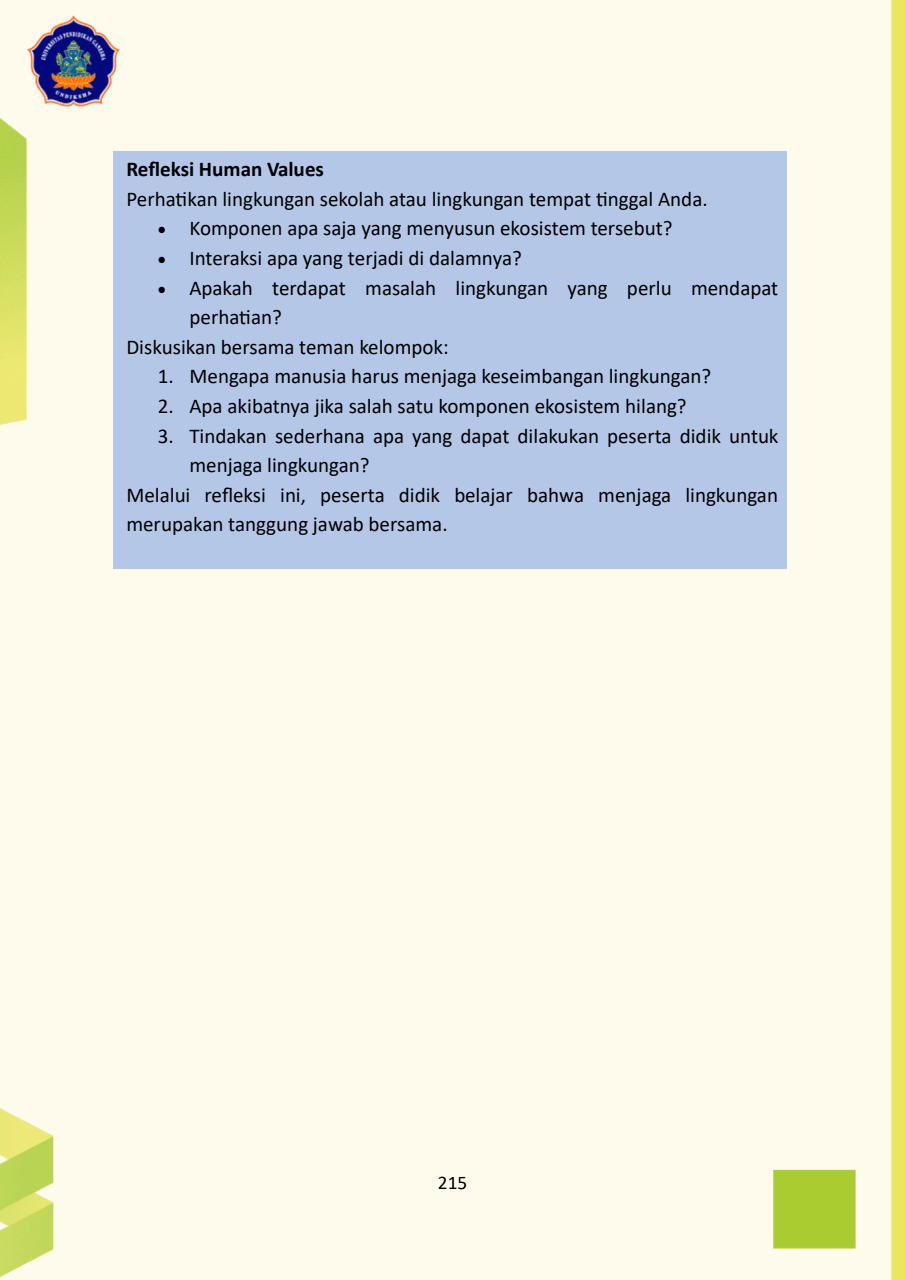 UNIVERSITAS PENDIDIKAN GANESHA
UNDIKSHA
Refleksi Human Values
Perhatikan lingkungan sekolah atau lingkungan tempat tinggal Anda.
• Komponen apa saja yang menyusun ekosistem tersebut?
• Interaksi apa yang terjadi di dalamnya?
• Apakah terdapat masalah lingkungan yang perlu mendapat
perhatian?
Diskusikan bersama teman kelompok:
1. Mengapa manusia harus menjaga keseimbangan lingkungan?
2. Apa akibatnya jika salah satu komponen ekosistem hilang?
3. Tindakan sederhana apa yang dapat dilakukan peserta didik untuk
menjaga lingkungan?
Melalui refleksi ini, peserta didik belajar bahwa menjaga lingkungan
merupakan tanggung jawab bersama.
215